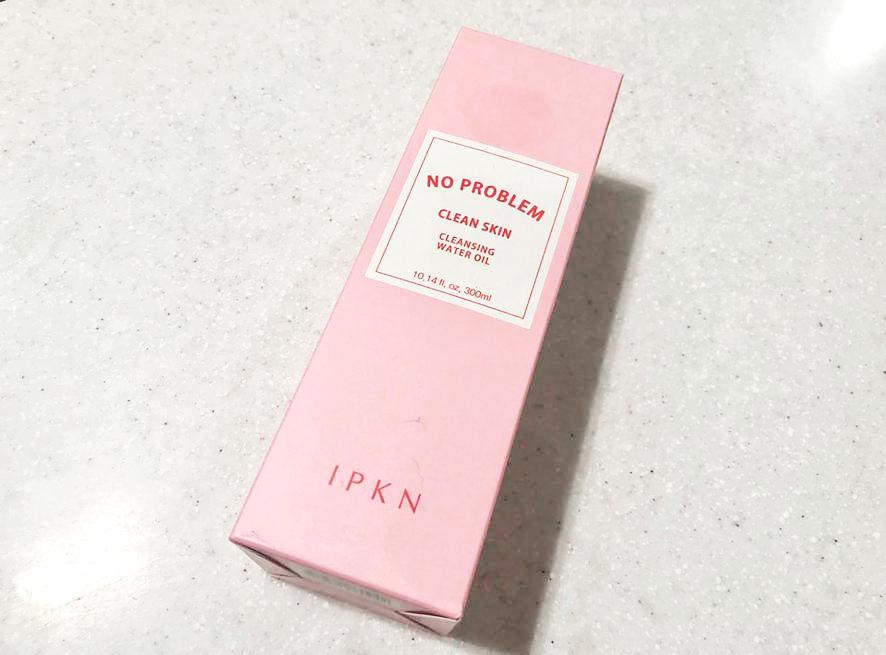 NO PROBLEM
CLEAN SKIN
CLEANSING
WATER OIL
10.14 fl. oz. 300ml
IPKN